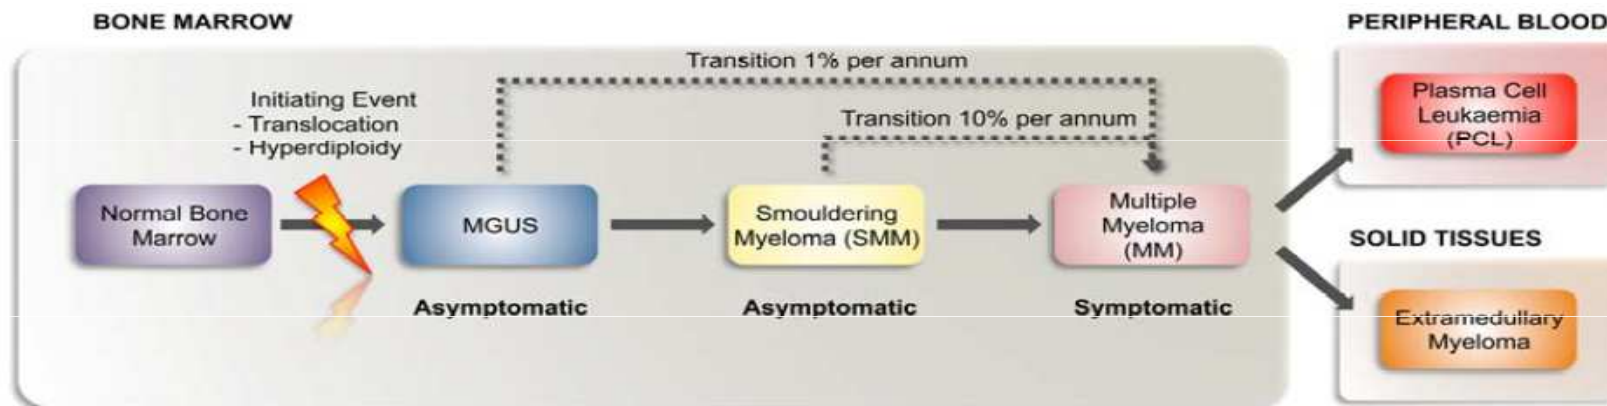 BONE MARROW
PERIPHERAL BLOOD
Transition 1% per annum
Initiating Event
- Translocation
- Hyperdiploidy
Transition 10% per annum
Plasma Cell
Leukaemia
(PCL)
Normal Bone
Marrow
MGUS
Smouldering
Myeloma (SMM)
Multiple
Myeloma
(MM)
SOLID TISSUES
Asymptomatic
Asymptomatic
Symptomatic
Extramedullary
Myeloma